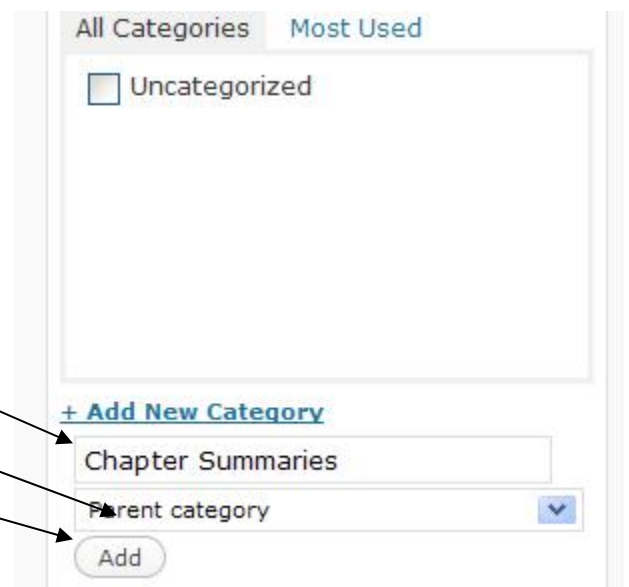 All Categories Most Used
Uncategorized
+ Add New Category
Chapter Summaries
Parent category
Add